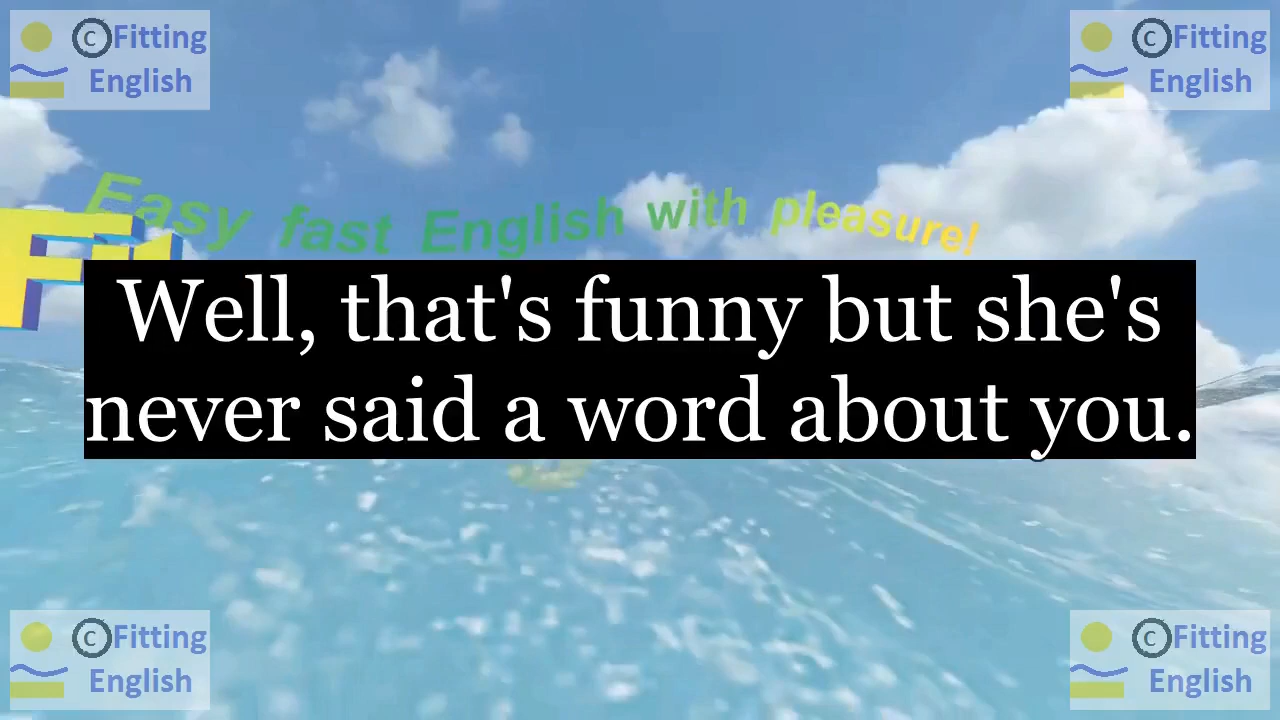 ©Fitting
English
©Fitting
English
Easy fast English with pleasure!
Well, that's funny but she's
never said a word about you.
©Fitting
English
©Fitting
English